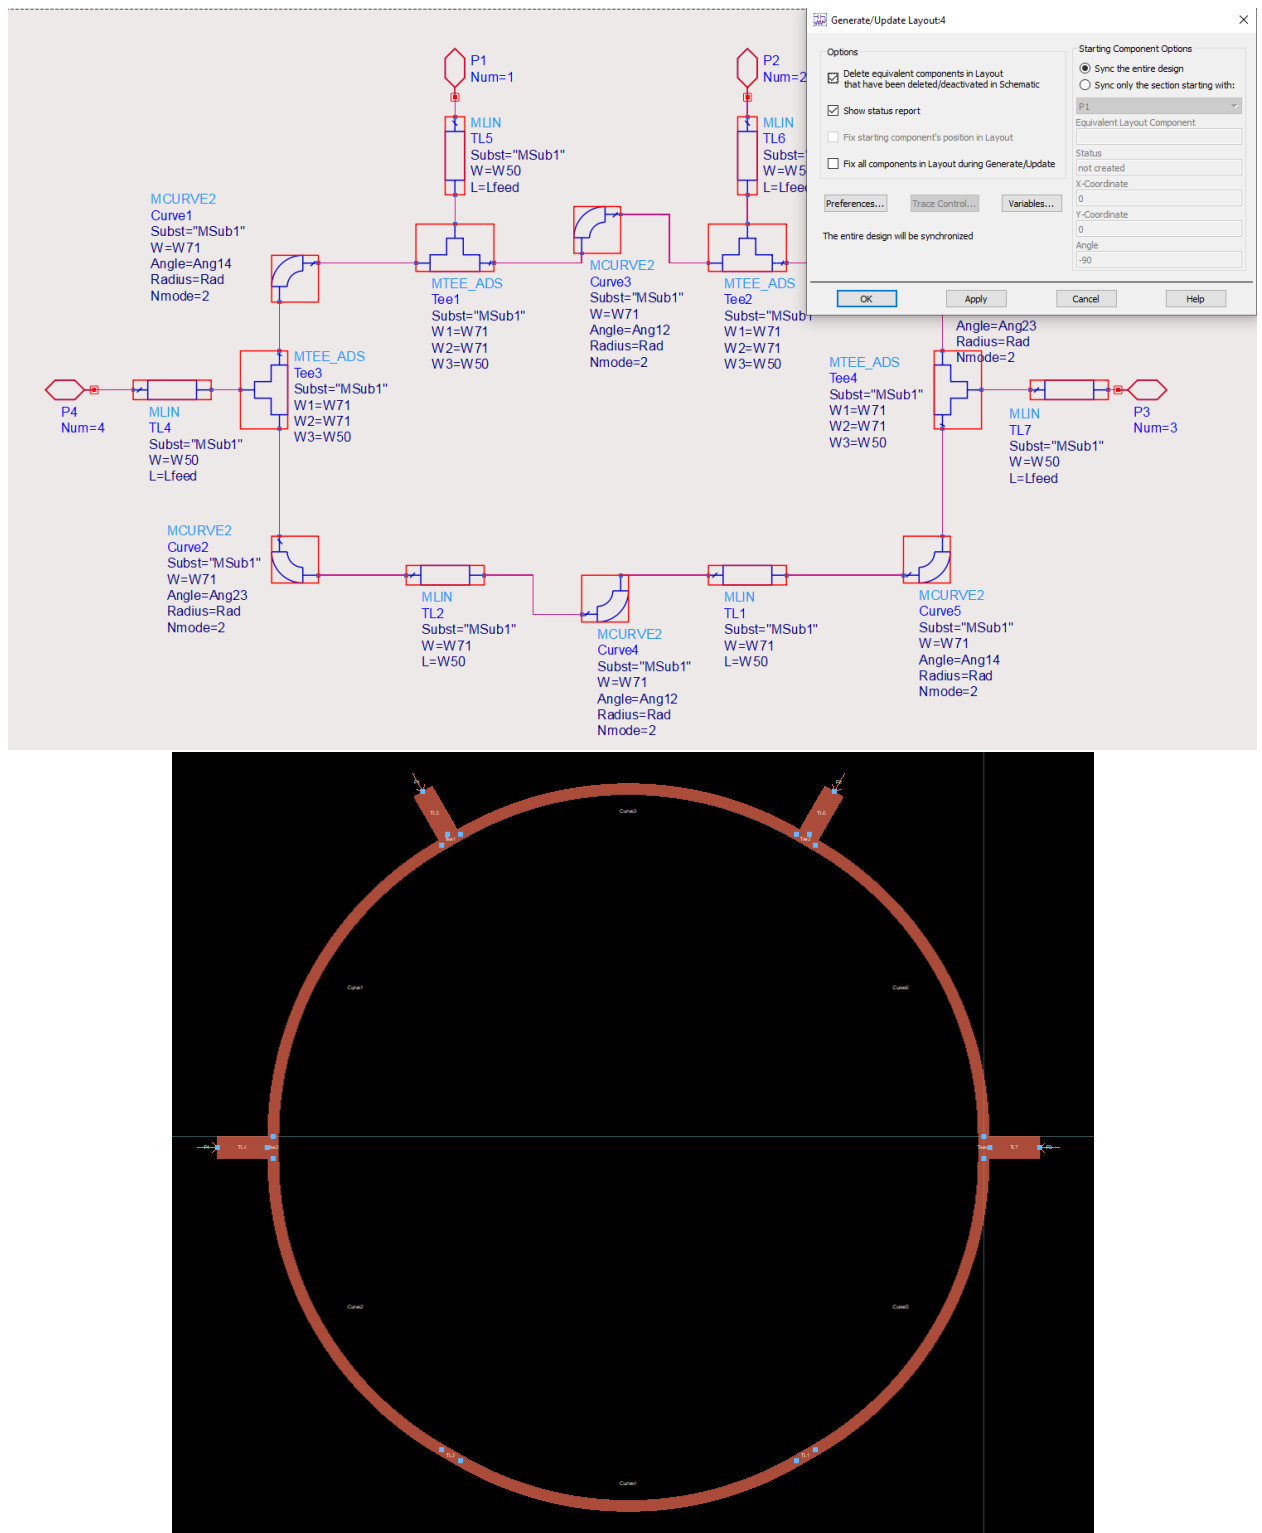 P1
Num=1
P2
Num=2
MLIN
TL5
Subst="MSub1"
W=W50
L=Lfeed
MLIN
TL6
Subst="
W=W5
L=Lfee
MCURVE2
Curve1
Subst="MSub1"
W=W71
Angle=Ang14
Radius=Rad
Nmode=2
MTEE_ADS
Tee1
Subst="MSub1"
W1=W71
W2=W71
W3=W50
MCURVE2
Curve3
Subst="MSub1"
W=W71
Angle=Ang12
Radius=Rad
Nmode=2
MTEE_ADS
Tee2
Subst="MSub1"
W1=W71
W2=W71
W3=W50
Generate/Update Layout:4
Options
Delete equivalent components in Layout
that have been deleted/deactivated in Schematic
Show status report
Fix starting component's position in Layout
Fix all components in Layout during Generate/Update
Preferences...
Trace Control...
Variables...
The entire design will be synchronized
Starting Component Options
Sync the entire design
Sync only the section starting with:
P1
Equivalent Layout Component
Status
not created
X-Coordinate
0
Y-Coordinate
0
Angle
-90
OK
Apply
Cancel
Help
Angle=Ang23
Radius=Rad
Nmode=2
P4
Num=4
MLIN
TL4
Subst="MSub1"
W=W50
L=Lfeed
MTEE_ADS
Tee3
Subst="MSub1"
W1=W71
W2=W71
W3=W50
MTEE_ADS
Tee4
Subst="MSub1"
W1=W71
W2=W71
W3=W50
MLIN
TL7
Subst="MSub1"
W=W50
L=Lfeed
P3
Num=3
MCURVE2
Curve2
Subst="MSub1"
W=W71
Angle=Ang23
Radius=Rad
Nmode=2
MLIN
TL2
Subst="MSub1"
W=W71
L=W50
MCURVE2
Curve4
Subst="MSub1"
W=W71
Angle=Ang12
Radius=Rad
Nmode=2
MLIN
TL1
Subst="MSub1"
W=W71
L=W50
MCURVE2
Curve5
Subst="MSub1"
W=W71
Angle=Ang14
Radius=Rad
Nmode=2
TL5
Curve3
TL6
Curve1
TL4
TL7
Curve2
Curve5
TL2
TL1
Curve4